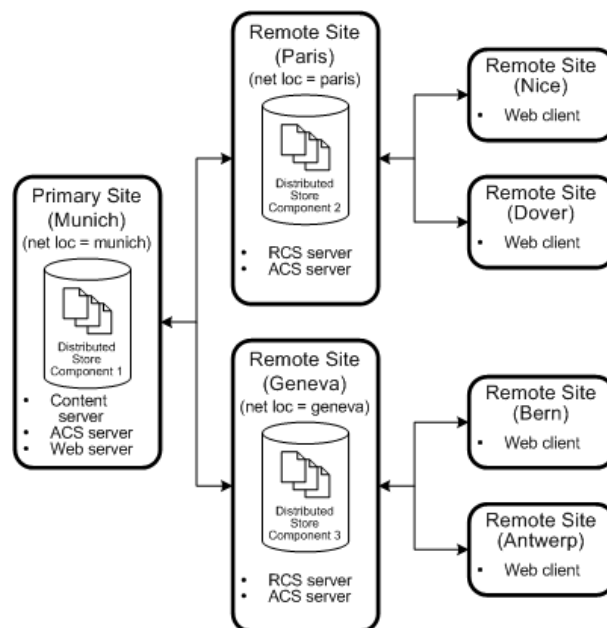 Primary Site
(Munich)
(net loc = munich)
Distributed
Store
Component 1
• Content
server
• ACS server
• Web server
Remote Site
(Paris)
(net loc = paris)
Distributed
Store
Component 2
• RCS server
• ACS server
Remote Site
(Geneva)
(net loc = geneva)
Distributed
Store
Component 3
• RCS server
• ACS server
Remote Site
(Nice)
▪ Web client
Remote Site
(Dover)
▪ Web client
Remote Site
(Bern)
▪ Web client
Remote Site
(Antwerp)
▪ Web client